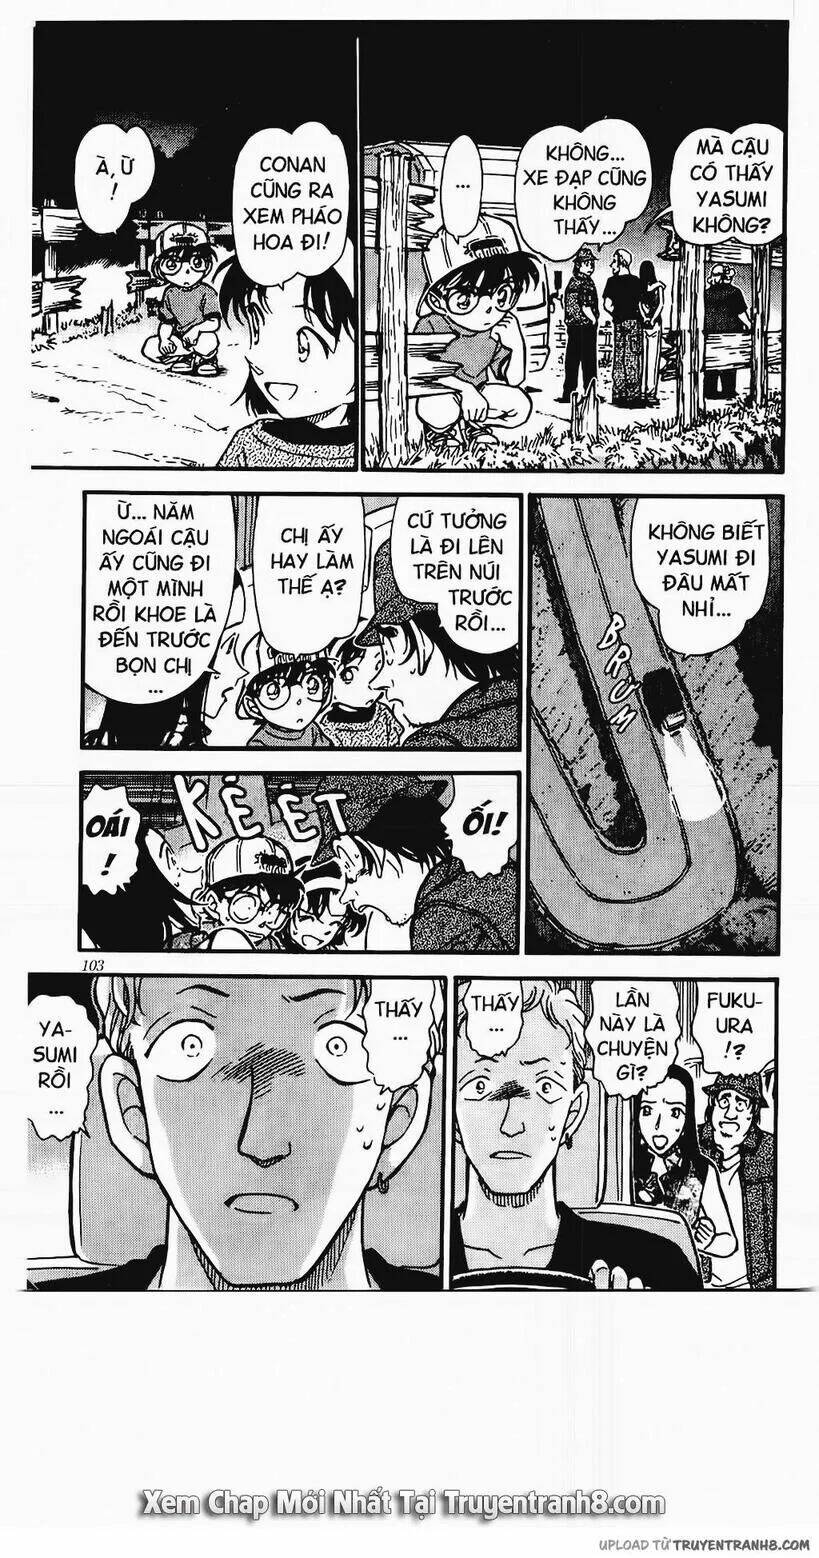 MÀ CẬU
CÓ THẤY
YASUMI
KHÔNG?
KHÔNG...
XE ĐẠP CŨNG
KHÔNG
THẤY...
...
CONAN
CŨNG RA
XEM PHÁO
HOA ĐI!
À, Ừ
!
KHÔNG BIẾT
YASUMI ĐI
ĐÂU MẤT
NHỈ...
BRUM
CỨ TƯỞNG
LÀ ĐI LÊN
TRÊN NÚI
TRƯỚC
RỒI...
CHỊ ẤY
HAY LÀM
THẾ Ạ?
Ừ... NĂM
NGOÁI CẬU
ẤY CŨNG ĐI
MỘT MÌNH
RỒI KHOE LÀ
ĐẾN TRƯỚC
BỌN CHỊ
...
ỐI!
KÉÉT
OÁI
!
103
FUKU-
URA
!?
LẦN
NÀY LÀ
CHUYỆN
GÌ?
THẤY
...
THẤY
...
YA-
SUMI
RỒI
...
Xem Chap Mới Nhất Tại Truyentranh8.com
UPLOAD TỪ TRUYENTRANH8.COM